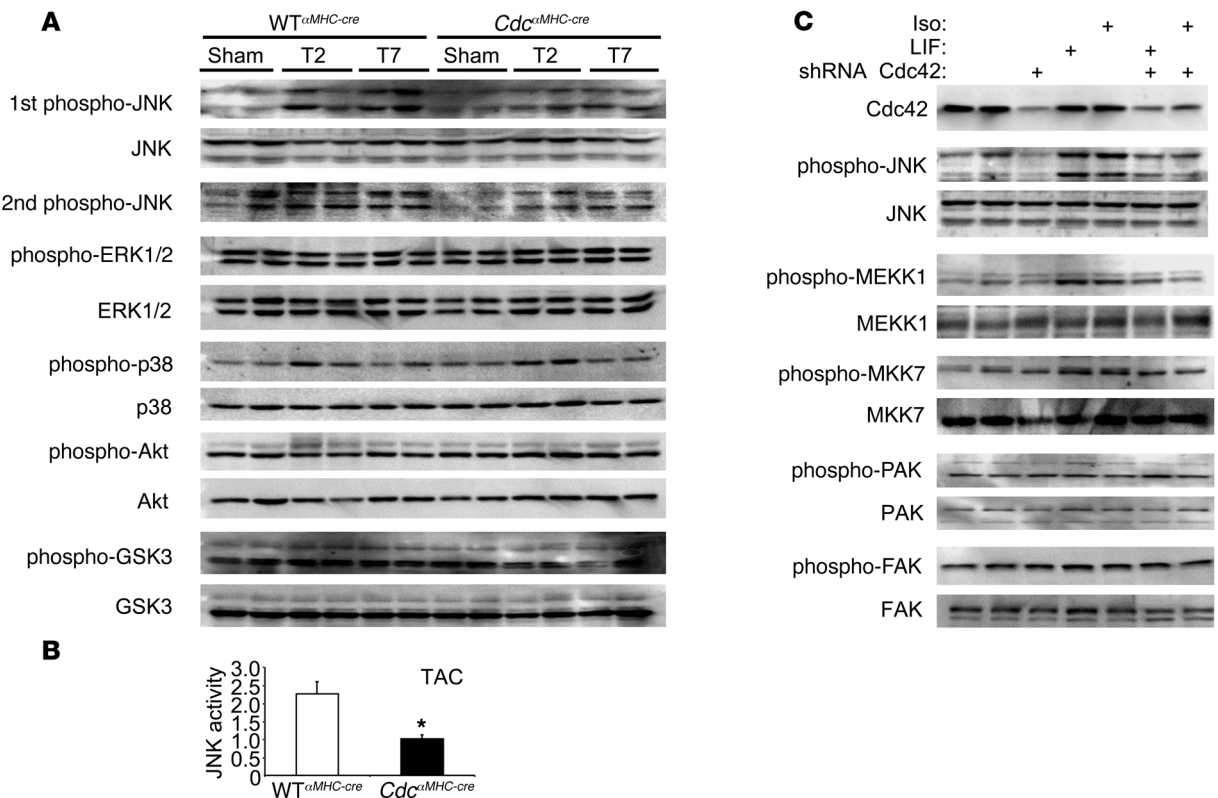 A
WTαMHC-cre CdcαMHC-cre
Sham T2 T7 Sham T2 T7
1st phospho-JNK
JNK
2nd phospho-JNK
phospho-ERK1/2
ERK1/2
phospho-p38
p38
phospho-Akt
Akt
phospho-GSK3
GSK3
B
TAC
JNK activity
3.0
2.5
2.0
1.5
1.0
0.5
0
*
WTαMHC-cre CdcαMHC-cre
C
Iso: + +
LIF: + +
shRNA Cdc42: + + +
Cdc42
phospho-JNK
JNK
phospho-MEKK1
MEKK1
phospho-MKK7
MKK7
phospho-PAK
PAK
phospho-FAK
FAK